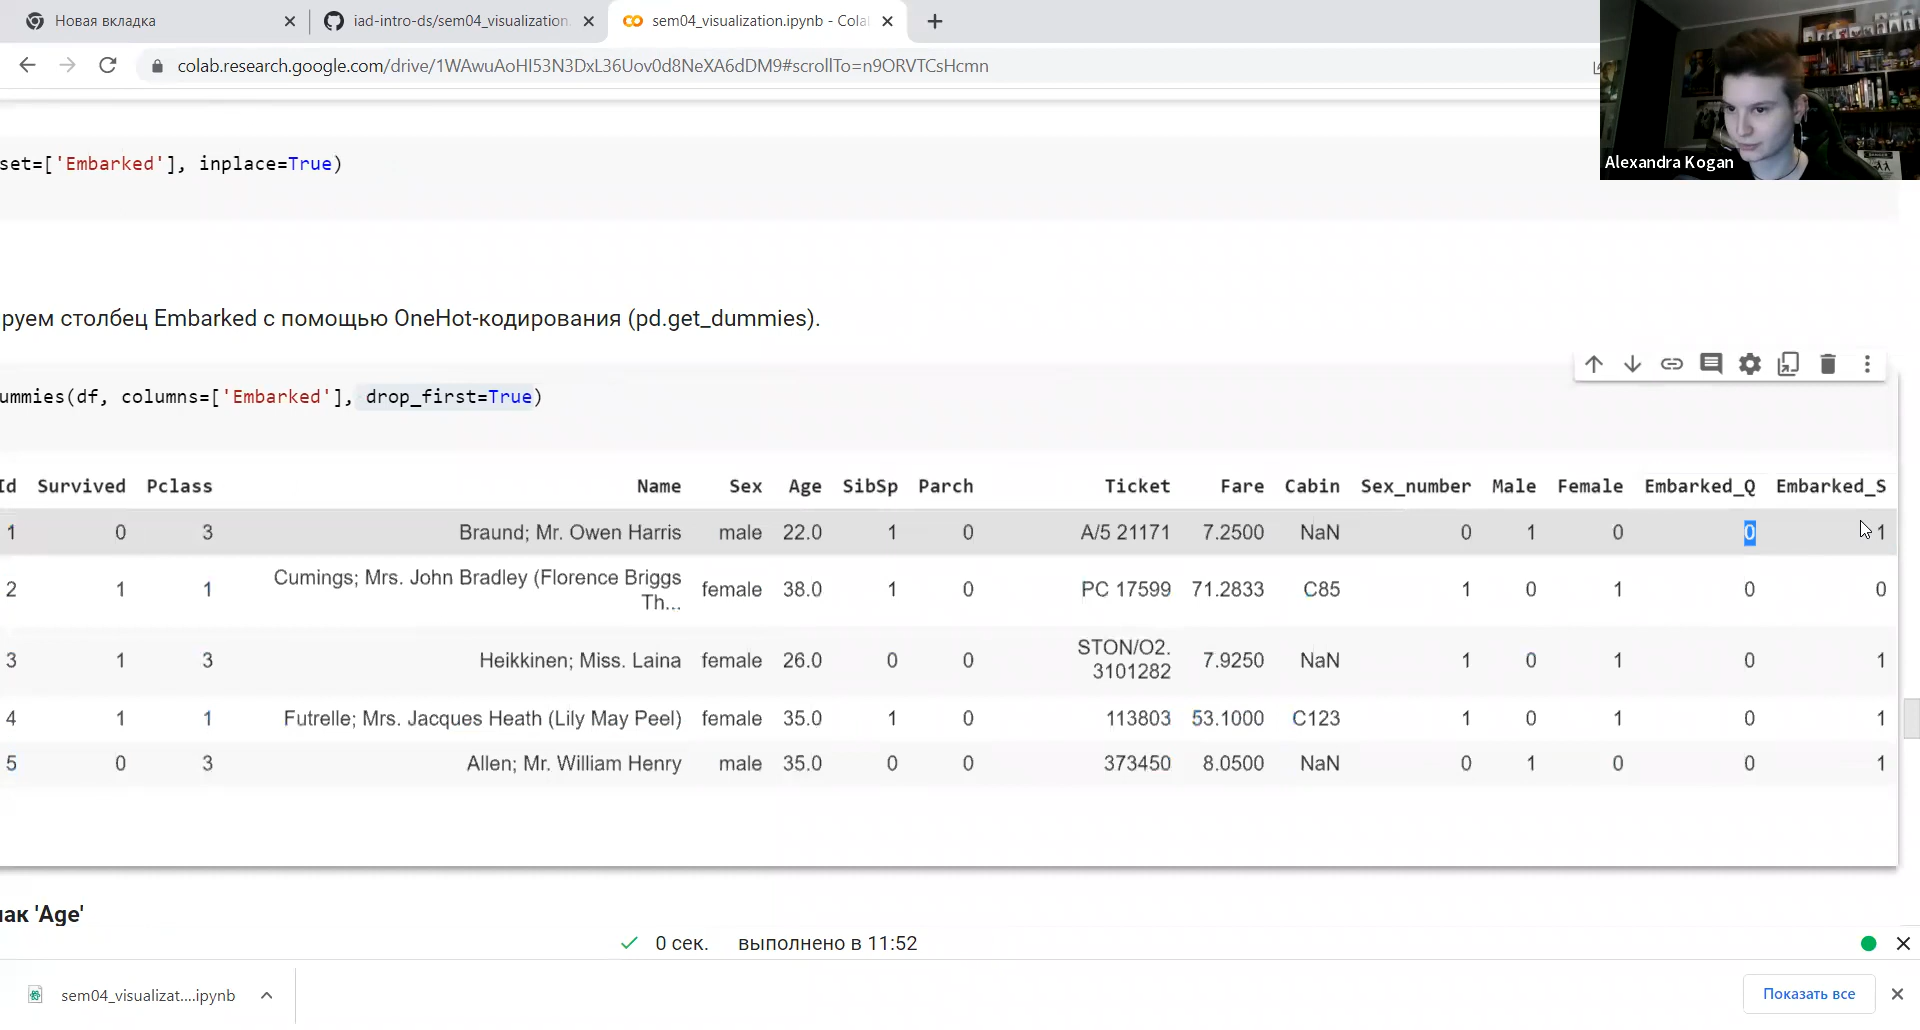 Новая вкладка
iad-intro-ds/sem04_visualization.
sem04_visualization.ipynb - Cola
colab.research.google.com/drive/1WAwuAoHI53N3DxL36Uov0d8NeXA6dDM9#scrollTo=n9ORVTCsHcmn
Alexandra Kogan
set=['Embarked'], inplace=True)
руем столбец Embarked с помощью OneHot-кодирования (pd.get_dummies).
ummies(df, columns=['Embarked'], drop_first=True)
Id Survived Pclass Name Sex Age SibSp Parch Ticket Fare Cabin Sex_number Male Female Embarked_Q Embarked_S
1 0 3 Braund; Mr. Owen Harris male 22.0 1 0 A/5 21171 7.2500 NaN 0 1 0 0 1
2 1 1 Cumings; Mrs. John Bradley (Florence Briggs Th... female 38.0 1 0 PC 17599 71.2833 C85 1 0 1 0 0
3 1 3 Heikkinen; Miss. Laina female 26.0 0 0 STON/O2. 3101282 7.9250 NaN 1 0 1 0 1
4 1 1 Futrelle; Mrs. Jacques Heath (Lily May Peel) female 35.0 1 0 113803 53.1000 C123 1 0 1 0 1
5 0 3 Allen; Mr. William Henry male 35.0 0 0 373450 8.0500 NaN 0 1 0 0 1
нак 'Age'
0 сек. выполнено в 11:52
sem04_visualizat....ipynb
Показать все